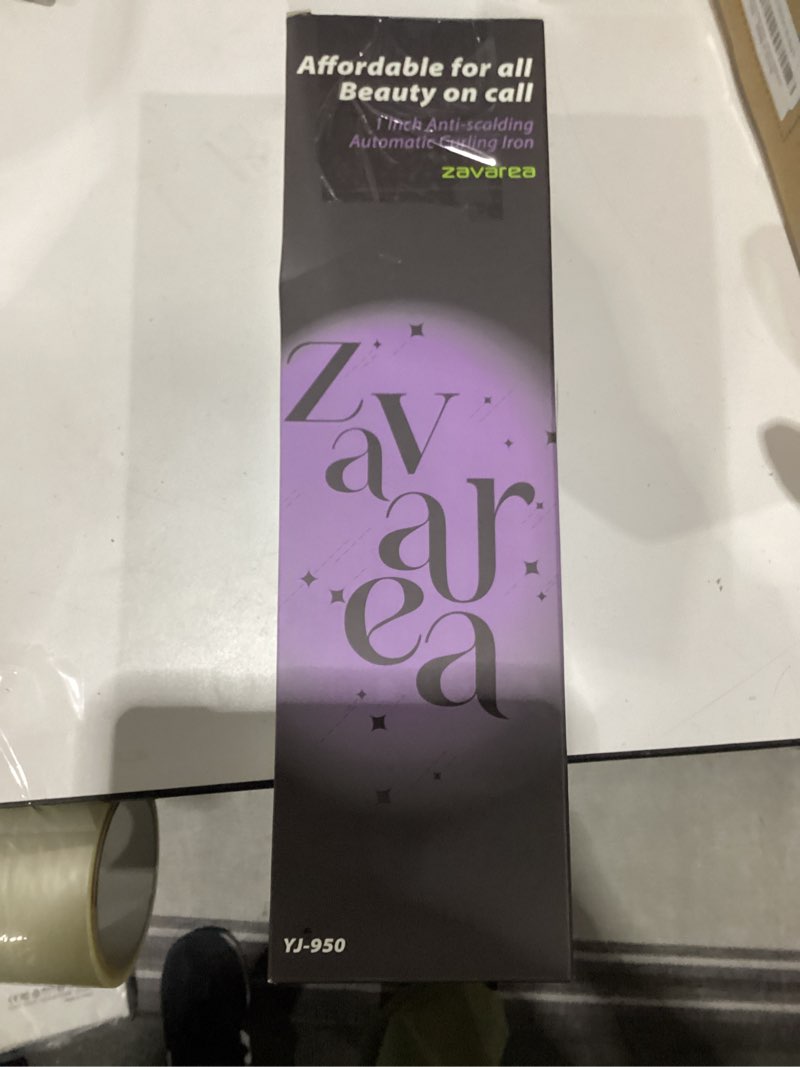 Affordable for all
Beauty on call
1 inch Anti-scalding
Automatic Curling Iron
zavarea
zavarea
YJ-950